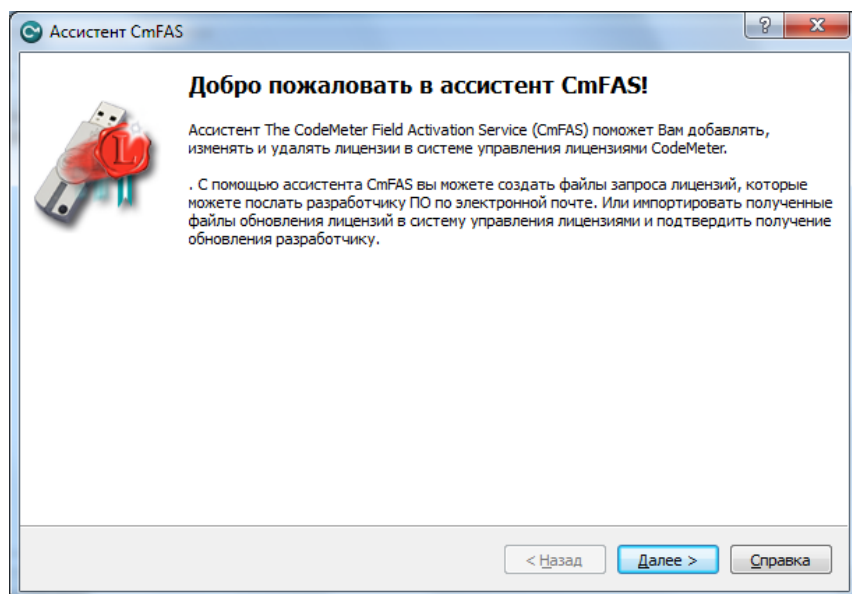 Ассистент CmFAS
Добро пожаловать в ассистент CmFAS!
Ассистент The CodeMeter Field Activation Service (CmFAS) поможет Вам добавлять,
изменять и удалять лицензии в системе управления лицензиями CodeMeter.
. С помощью ассистента CmFAS вы можете создать файлы запроса лицензий, которые
можете послать разработчику ПО по электронной почте. Или импортировать полученные
файлы обновления лицензий в систему управления лицензиями и подтвердить получение
обновления разработчику.
L
< Назад Далее > Справка